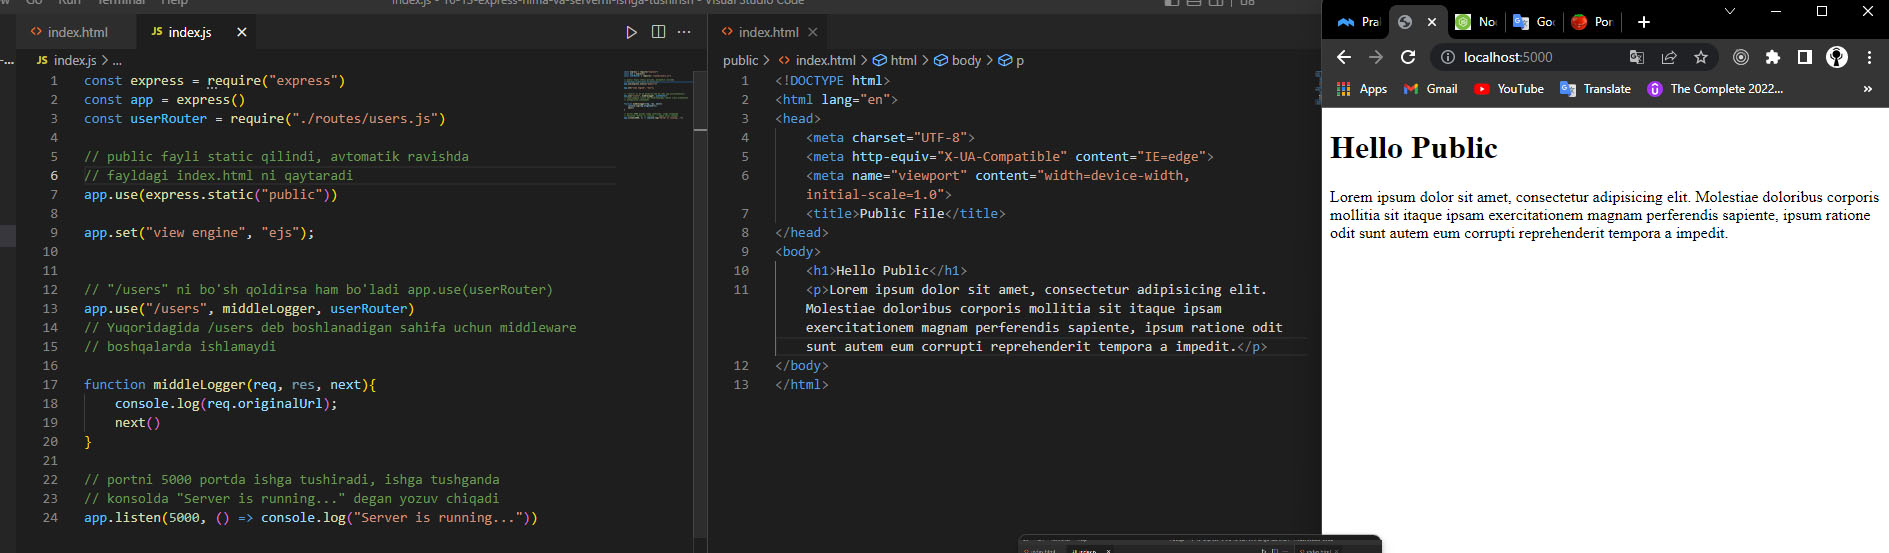 Go Run Terminal Help
index.js - 10-13-express-nima-va-serverni-ishga-tushirish - Visual Studio Code
index.html
JS index.js
JS index.js > ...
1 const express = require("express")
2 const app = express()
3 const userRouter = require("./routes/users.js")
4
5 // public fayli static qilindi, avtomatik ravishda
6 // fayldagi index.html ni qaytaradi
7 app.use(express.static("public"))
8
9 app.set("view engine", "ejs");
10
11
12 // "/users" ni bo'sh qoldirsa ham bo'ladi app.use(userRouter)
13 app.use("/users", middleLogger, userRouter)
14 // Yuqoridagida /users deb boshlanadigan sahifa uchun middleware
15 // boshqalarda ishlamaydi
16
17 function middleLogger(req, res, next){
18 console.log(req.originalUrl);
19 next()
20 }
21
22 // portni 5000 portda ishga tushiradi, ishga tushganda
23 // konsolda "Server is running..." degan yozuv chiqadi
24 app.listen(5000, () => console.log("Server is running..."))
index.html
public > index.html > html > body > p
1 <!DOCTYPE html>
2 <html lang="en">
3 <head>
4 <meta charset="UTF-8">
5 <meta http-equiv="X-UA-Compatible" content="IE=edge">
6 <meta name="viewport" content="width=device-width,
initial-scale=1.0">
7 <title>Public File</title>
8 </head>
9 <body>
10 <h1>Hello Public</h1>
11 <p>Lorem ipsum dolor sit amet, consectetur adipisicing elit.
Molestiae doloribus corporis mollitia sit itaque ipsam
exercitationem magnam perferendis sapiente, ipsum ratione odit
sunt autem eum corrupti reprehenderit tempora a impedit.</p>
12 </body>
13 </html>
Pral
No
Goo
Por
localhost:5000
Apps
Gmail
YouTube
Translate
The Complete 2022...
Hello Public
Lorem ipsum dolor sit amet, consectetur adipisicing elit. Molestiae doloribus corporis
mollitia sit itaque ipsam exercitationem magnam perferendis sapiente, ipsum ratione
odit sunt autem eum corrupti reprehenderit tempora a impedit.